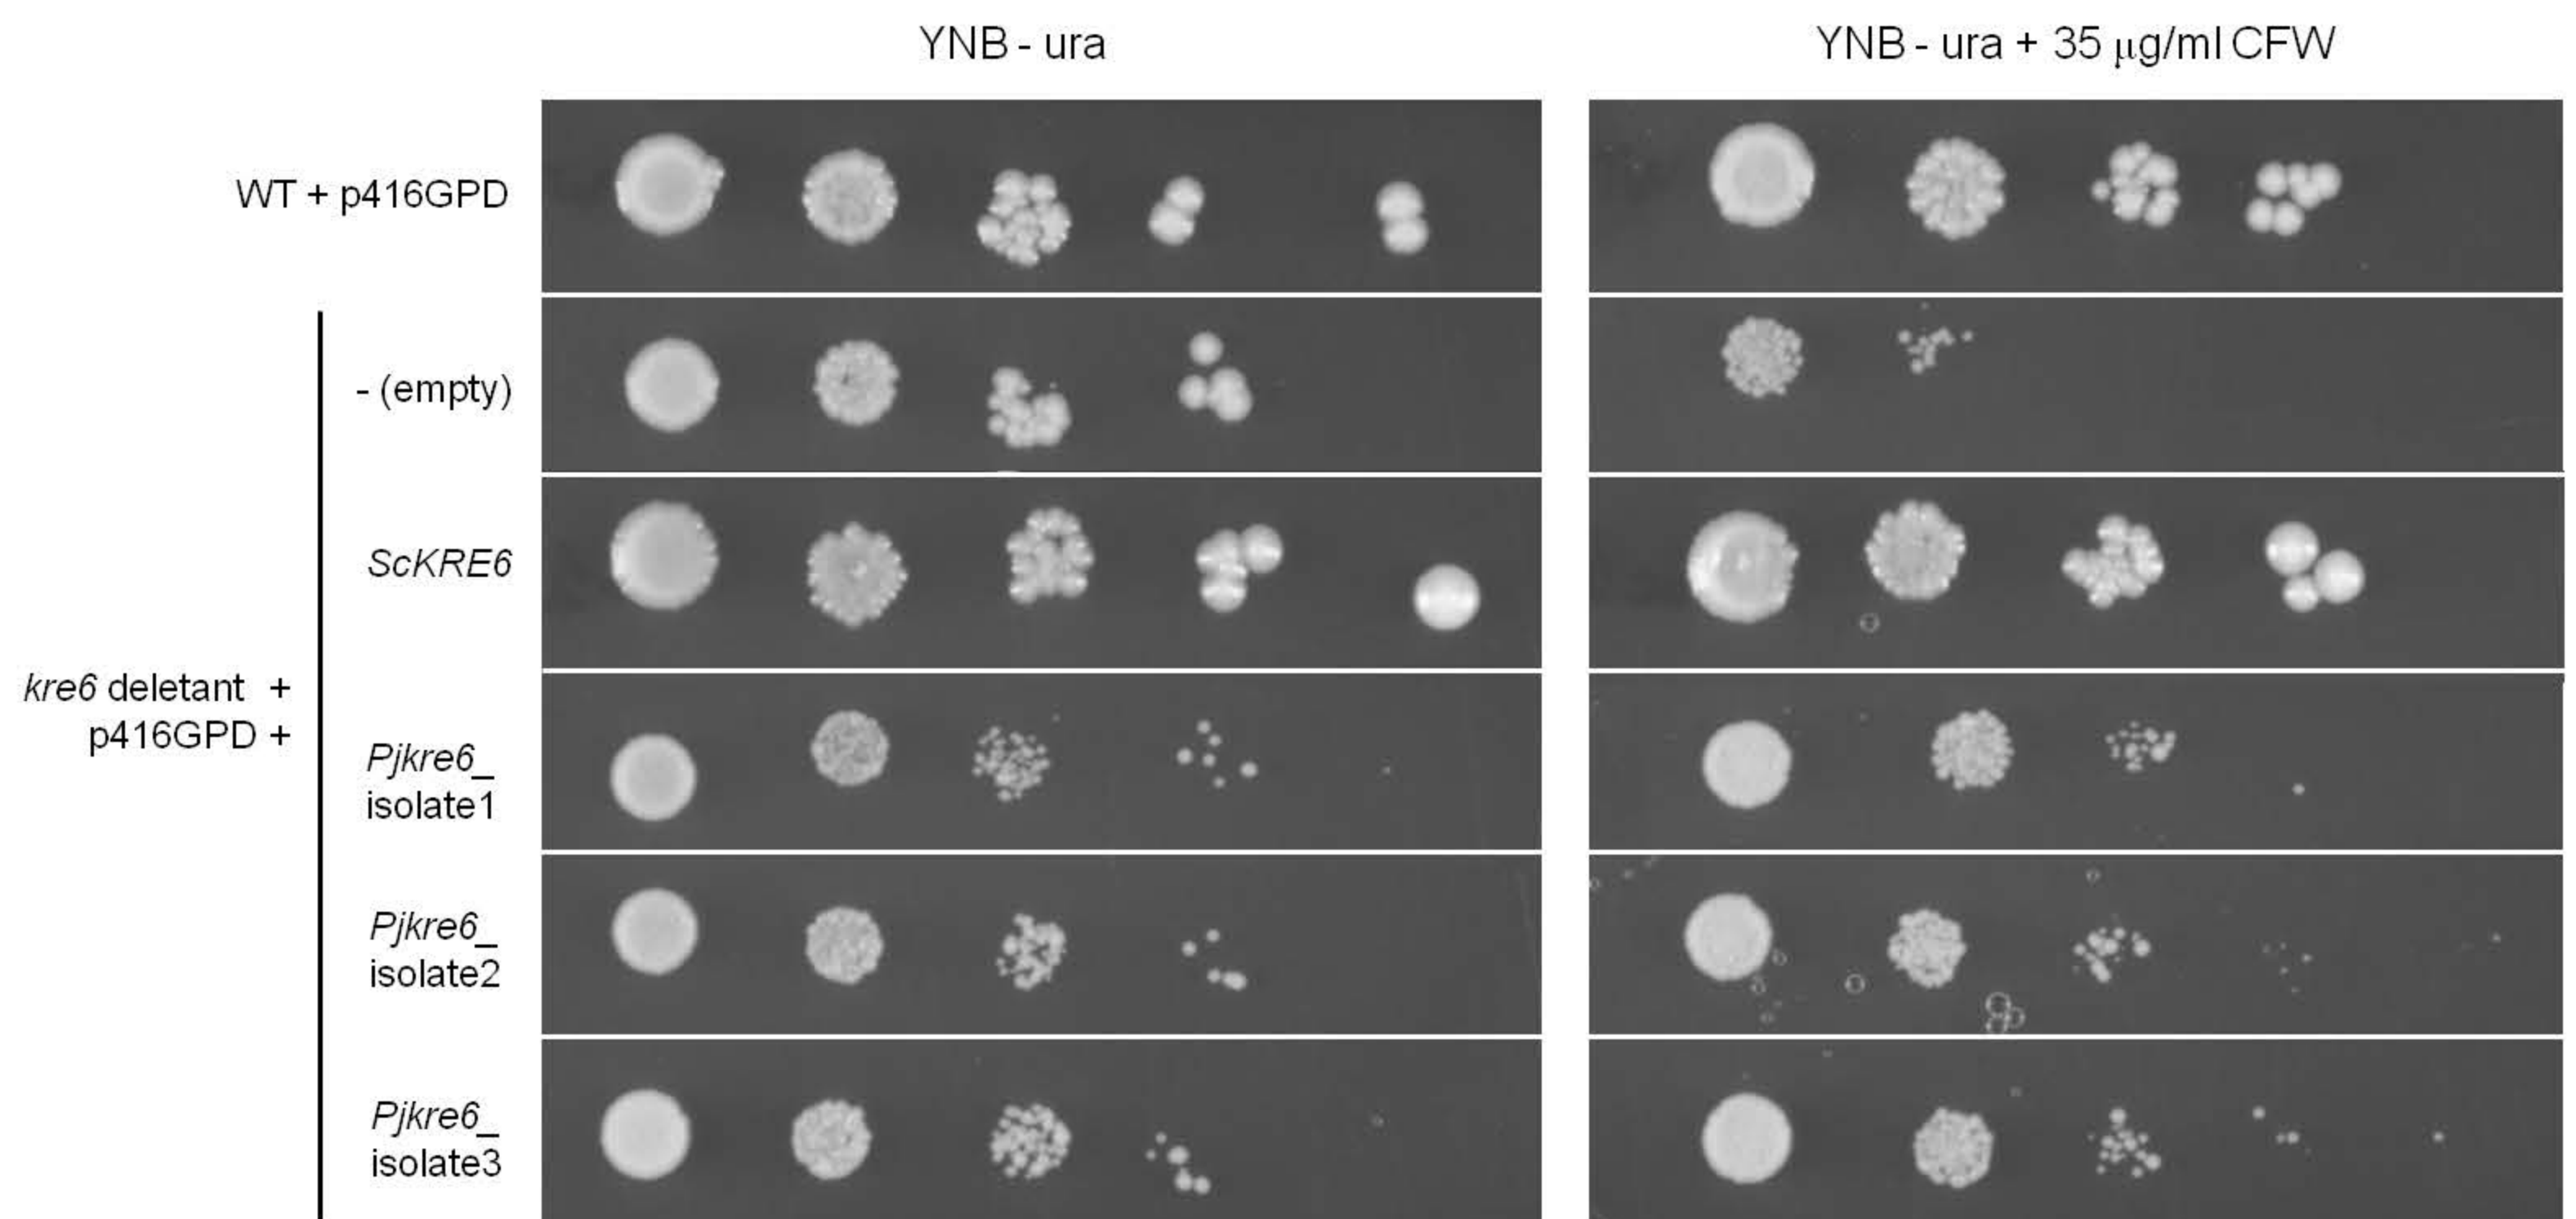 YNB - ura
YNB - ura + 35 μg/ml CFW
WT + p416GPD
- (empty)
ScKRE6
kre6 deletant +
p416GPD +
Pjkre6_
isolate1
Pjkre6_
isolate2
Pjkre6_
isolate3